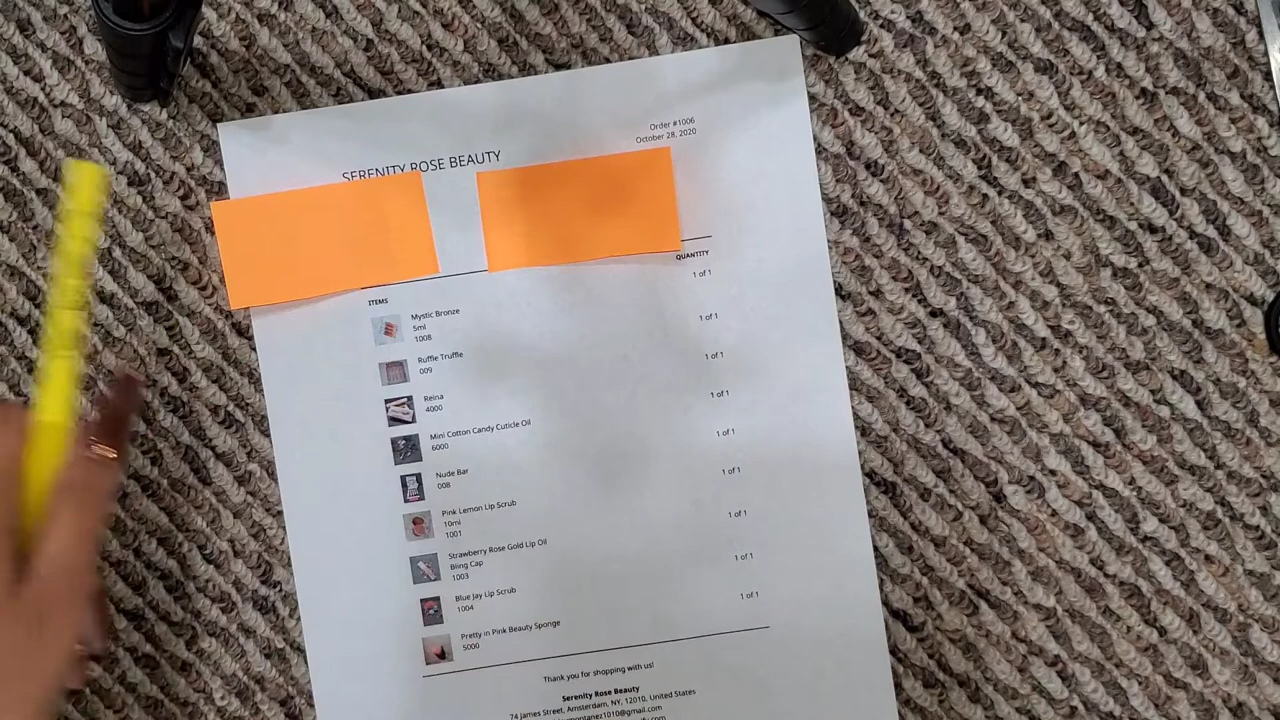 Order #1006
October 28, 2020
SERENITY ROSE BEAUTY
ITEMS
QUANTITY
Mystic Bronze
5ml
1008
1 of 1
Ruffle Truffle
009
1 of 1
Reina
4000
1 of 1
Mini Cotton Candy Cuticle Oil
6000
1 of 1
Nude Bar
008
1 of 1
Pink Lemon Lip Scrub
10ml
1001
1 of 1
Strawberry Rose Gold Lip Oil
Bling Cap
1003
1 of 1
Blue Jay Lip Scrub
1004
1 of 1
Pretty in Pink Beauty Sponge
5000
1 of 1
Thank you for shopping with us!
Serenity Rose Beauty
74 James Street, Amsterdam, NY, 12010, United States